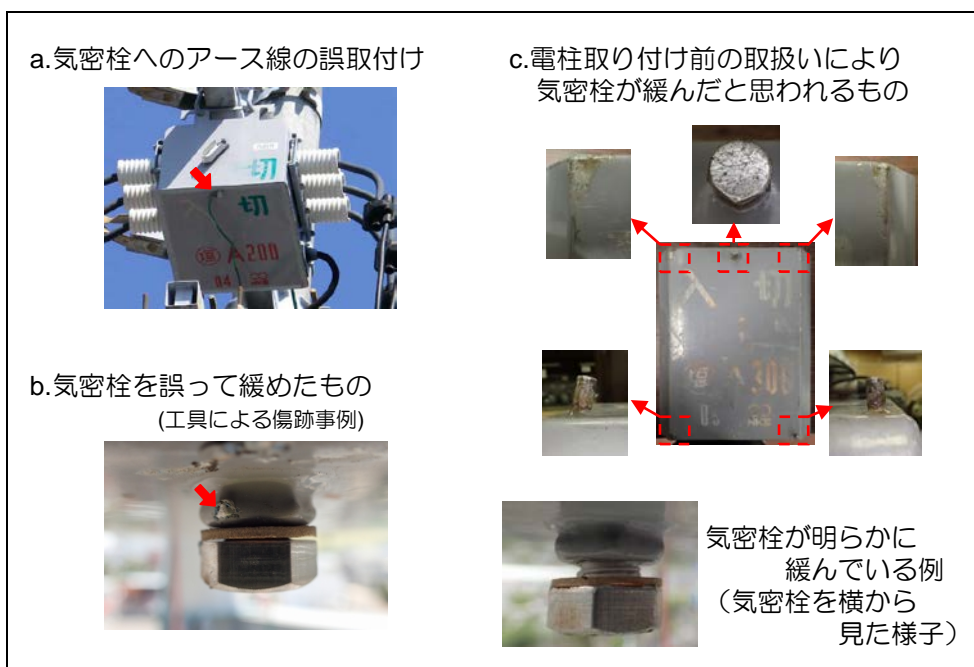 a.気密栓へのアース線の誤取付け
切
切
A200
b.気密栓を誤って緩めたもの
(工具による傷跡事例)
c.電柱取り付け前の取扱いにより
気密栓が緩んだと思われるもの
入 切
気密栓が明らかに
緩んでいる例
（気密栓を横から
見た様子）